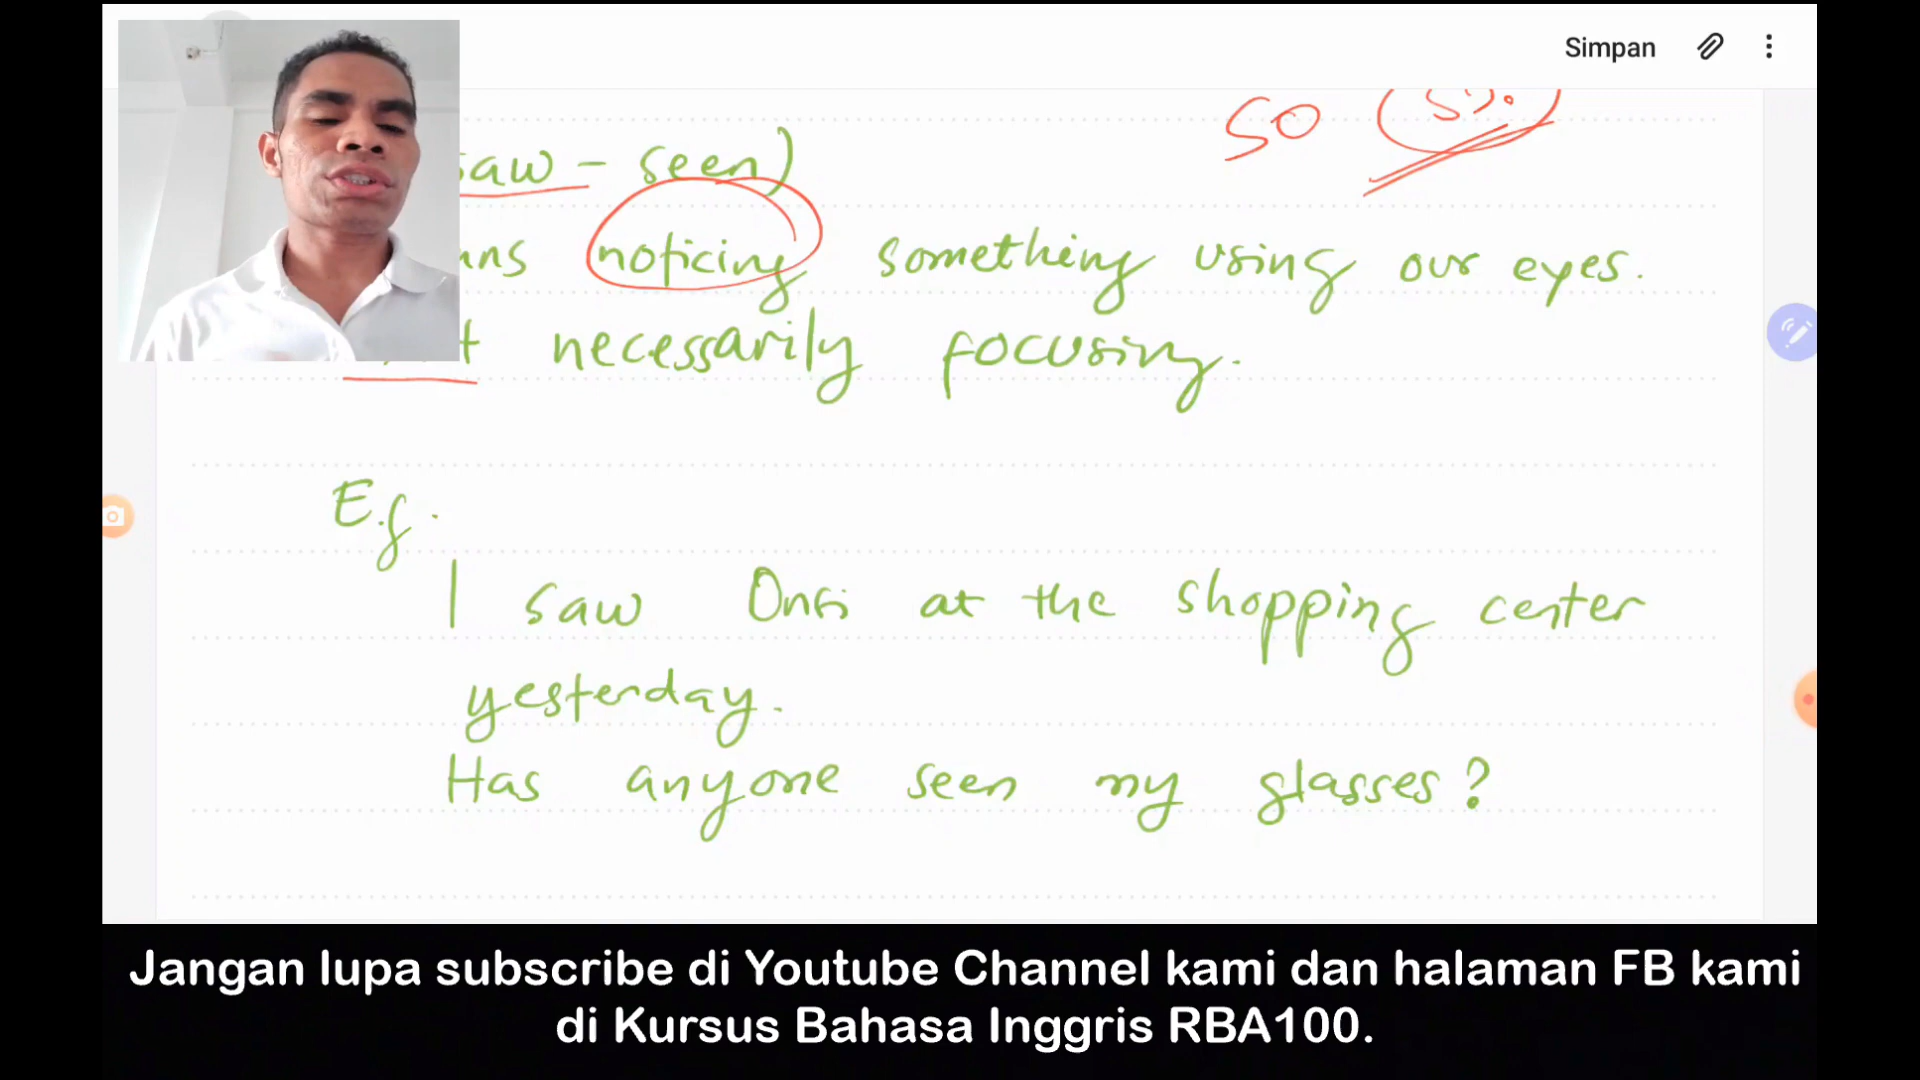 Simpan
so
saw - seen)
noticing something using our eyes.
necessarily focusing.
E.g.
I saw at the shopping center
yesterday.
Has anyone seen my glasses?
Jangan lupa subscribe di Youtube Channel kami dan halaman FB kami
di Kursus Bahasa Inggris RBA100.